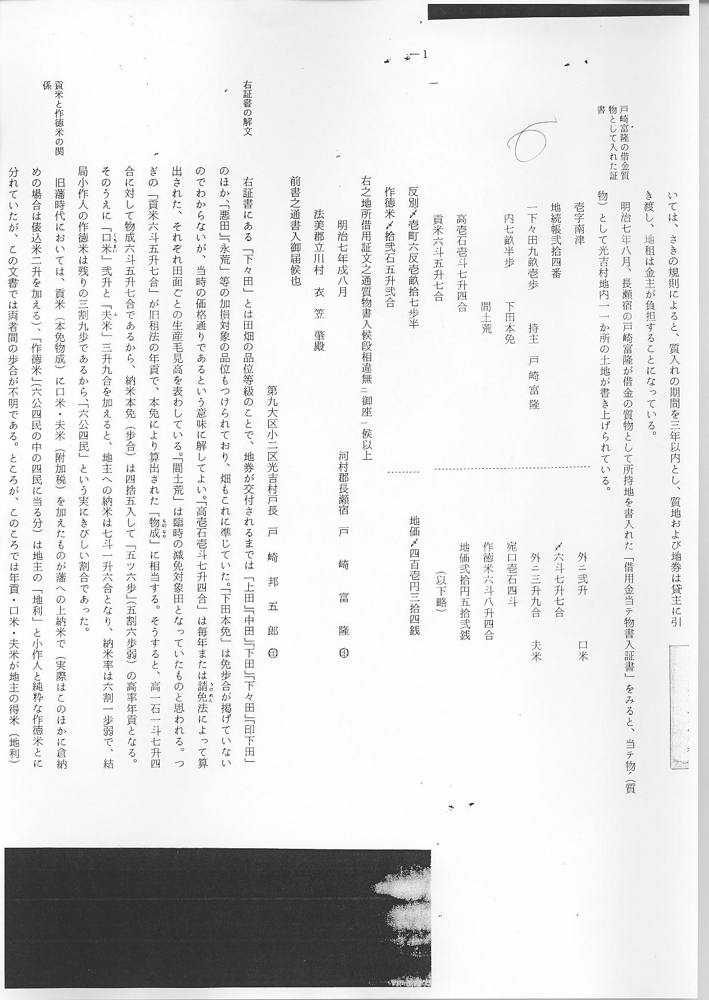 いては、さきの規則によると、質入れの期間を三年以内とし、質地および地券は貸主に引
き渡し、地租は金主が負担することになっている。
戸崎富隆の借金質
物として入れた証
書
明治七年八月、長瀬宿の戸崎富隆が借金の質物として所持地を書入れた「借用金当テ物書入証書」をみると、当テ物（質
物）として光吉村地内一一か所の土地が書き上げられている。
壱字南津
地続帳弐拾四番
一下々田九畝壱歩　持主　戸崎富隆
内七畝半歩　下田本免
間土荒
高壱石壱斗七升四合
貢米六斗五升七合
外ニ弐升　口米
〆六斗七升七合
外ニ三升九合　夫米
宛口壱石四斗
作徳米六斗八升四合
地価弐拾円五拾弐銭
（以下略）
反別〆壱町六反壱畝拾七歩半
地価〆四百壱円三拾四銭
作徳米〆拾弐石五升弐合
右之地所借用証文之通質物書入候段相違無ニ御座一候以上
明治七年戍八月
河村郡長瀬宿　戸崎富隆㊞
法美郡立川村　衣笠肇殿
前書之通書入御届候也
第九大区小二区光吉村戸長　戸崎邦五郎㊞
右証書の解文
右証書にある「下々田」とは田畑の品位等級のことで、地券が交付されるまでは「上田」「中田」「下田」「下々田」「印下田」
のほか、「悪田」「永荒」等の加損対象の品位もつけられており、畑もこれに準じていた。「下田本免」は免歩合が掲げていない
のでわからないが、当時の価格通りであるという意味に解してよい。「高壱石壱斗七升四合」は毎年または請免法によって算
うけめん
出された、それぞれ田面ごとの生産毛見高を表わしている。「間土荒」は臨時の減免対象田となっていたものと思われる。つ
ぎの「貢米六斗五升七合」が旧租法の年貢で、本免により算出された「物成」に相当する。そうすると、高一石一斗七升四
ものなり
合に対して物成六斗五升七合であるから、納米本免（歩合）は四捨五入して「五ツ六歩」（五割六歩弱）の高率年貢となる。
そのうえに「口米」弐升と「夫米」三升九合を加えると、地主への納米は七斗一升六合となり、納米率は六割一歩弱で、結
くちまい
ふ
局小作人の作徳米は残りの三割九歩であるから、「六公四民」という実にきびしい割合であった。
貢米と作徳米の関
係
旧藩時代においては、貢米（本免物成）に口米・夫米（附加税）を加えたものが藩への上納米で（実際はこのほかに倉納
めの場合は俵込米二升を加える）、「作徳米」（六公四民の中の四民に当る分）は地主の「地利」と小作人と純粋な作徳米とに
分れていたが、この文書では両者間の歩合が不明である。ところが、このころでは年貢・口米・夫米が地主の得米（地利）
—1
6